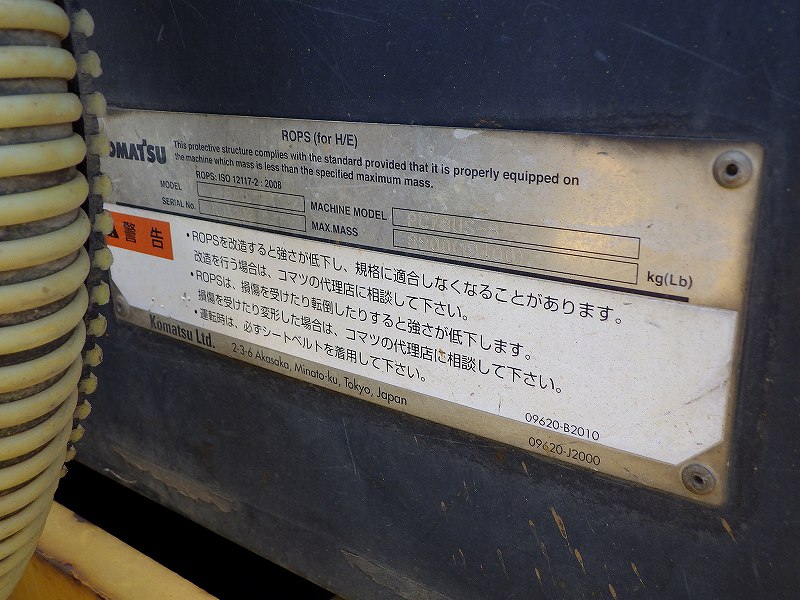 ROPS (for H/E)
KOMATSU
This protective structure complies with the standard provided that it is properly equipped on
the machine which mass is less than the specified maximum mass.
ROPS: ISO 12117-2 : 2008
MODEL
SERIAL No.
MACHINE MODEL
MAX.MASS
kg(Lb)
警告
・ROPSを改造すると強さが低下し、規格に適合しなくなることがあります。
改造を行う場合は、コマツの代理店に相談して下さい。
・ROPSは、損傷を受けたり転倒したりすると強さが低下します。
損傷を受けたり変形した場合は、コマツの代理店に相談して下さい。
・運転時は、必ずシートベルトを着用して下さい。
Komatsu Ltd.
2-3-6 Akasaka, Minato-ku, Tokyo, Japan
09620-B2010
09620-J2000